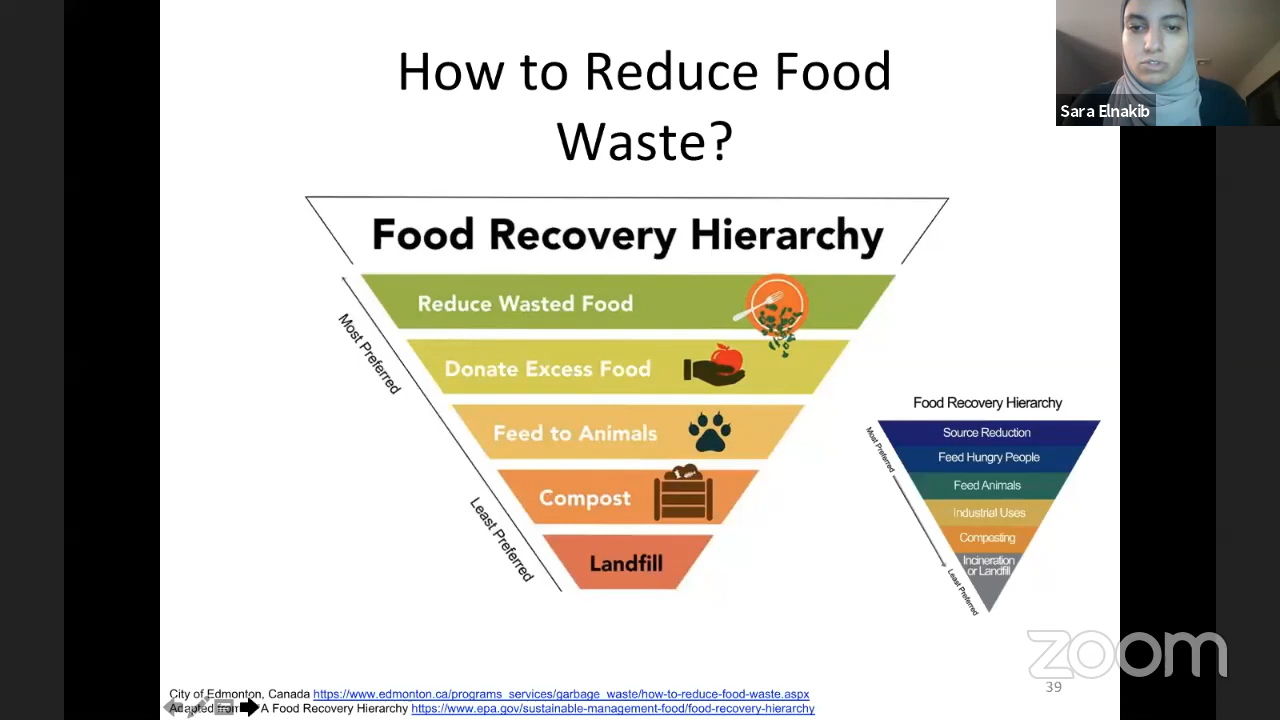 How to Reduce Food
Waste?
Sara Elnakib
Food Recovery Hierarchy
Most Preferred
Least Preferred
Reduce Wasted Food
Donate Excess Food
Feed to Animals
Compost
Landfill
Food Recovery Hierarchy
Most Preferred
Least Preferred
Source Reduction
Feed Hungry People
Feed Animals
Industrial Uses
Composting
Incineration
or Landfill
zoom
39
City of Edmonton, Canada https://www.edmonton.ca/programs_services/garbage_waste/how-to-reduce-food-waste.aspx
Adapted from A Food Recovery Hierarchy https://www.epa.gov/sustainable-management-food/food-recovery-hierarchy